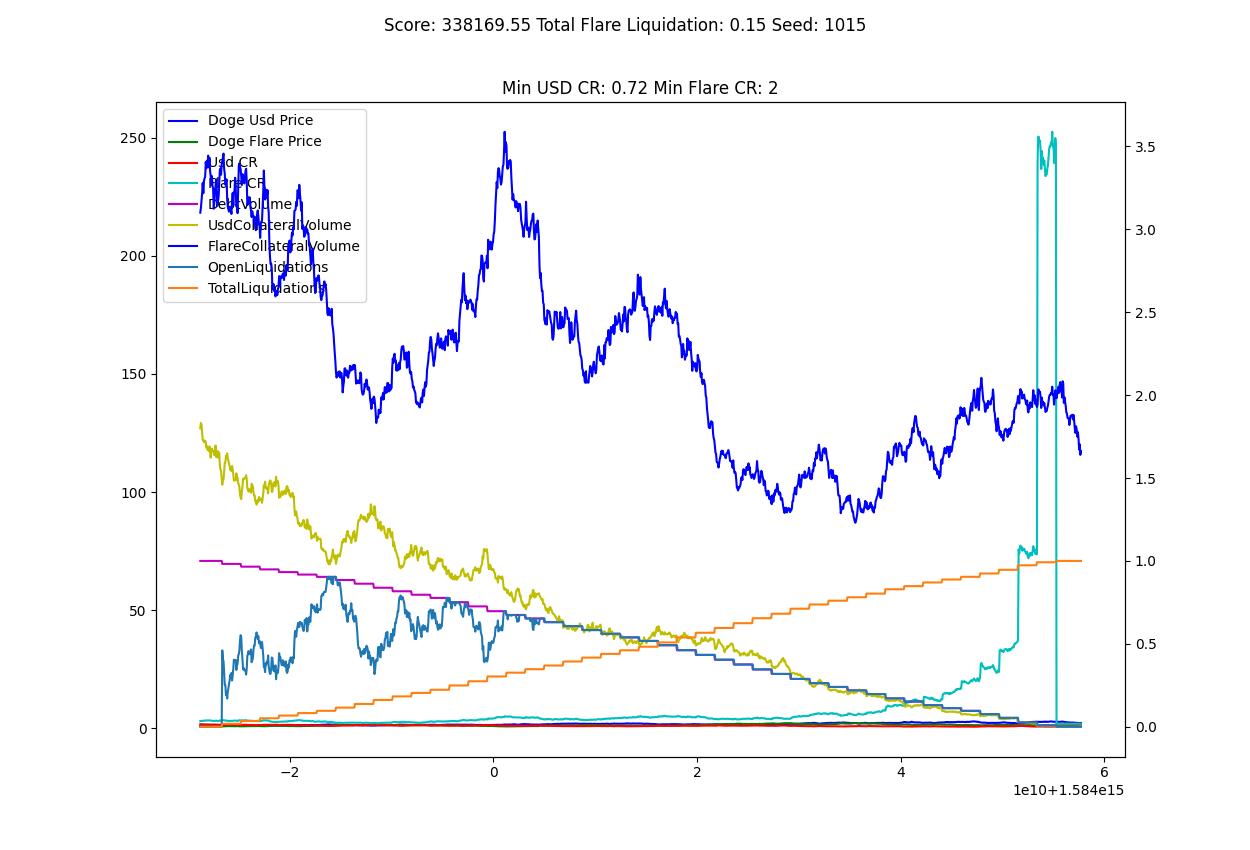 Score: 338169.55 Total Flare Liquidation: 0.15 Seed: 1015
Min USD CR: 0.72 Min Flare CR: 2
Doge Usd Price
Doge Flare Price
Usd CR
Flare CR
DebtVolume
UsdCollateralVolume
FlareCollateralVolume
OpenLiquidations
TotalLiquidations
250
200
150
100
50
0
3.5
3.0
2.5
2.0
1.5
1.0
0.5
0.0
−2
0
2
4
6
1e10+1.584e15